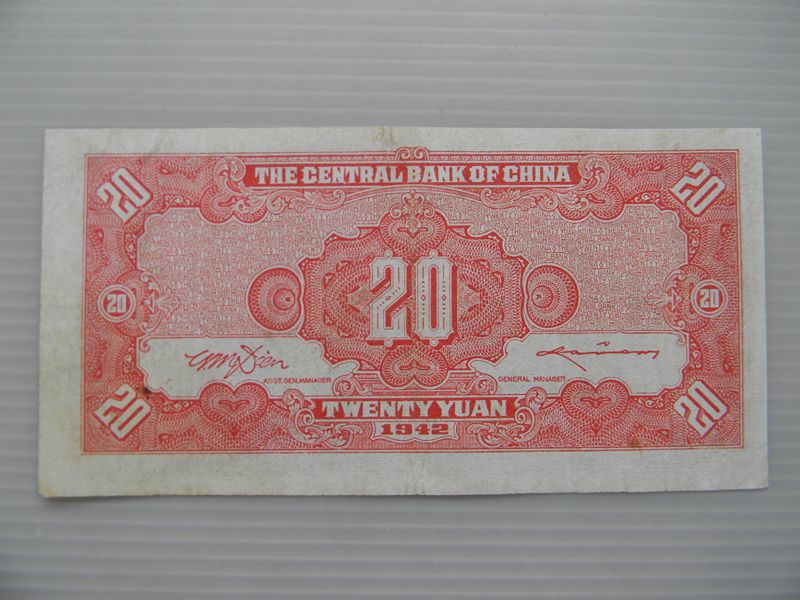 20 THE CENTRAL BANK OF CHINA 20
20 20 20
ASST. GEN. MANAGER GENERAL MANAGER
20 TWENTY YUAN 20
1942